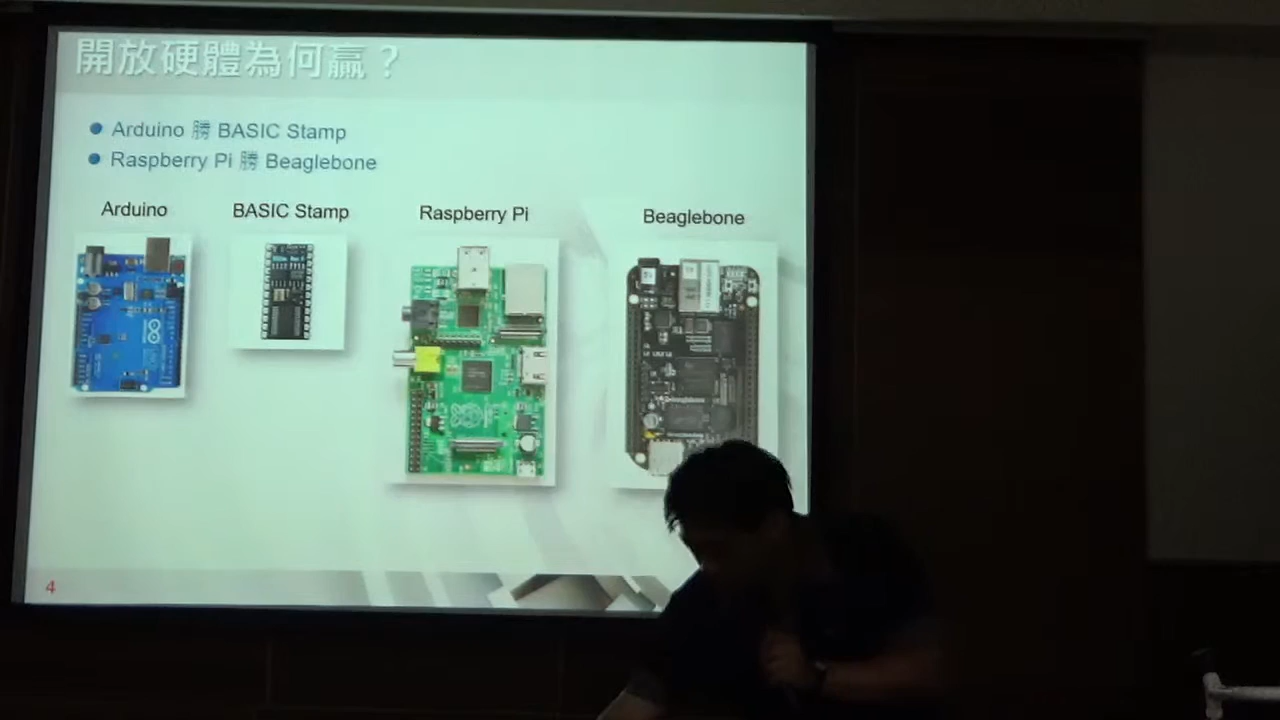 開放硬體為何贏？
Arduino 勝 BASIC Stamp
Raspberry Pi 勝 Beaglebone
Arduino
BASIC Stamp
Raspberry Pi
Beaglebone
4